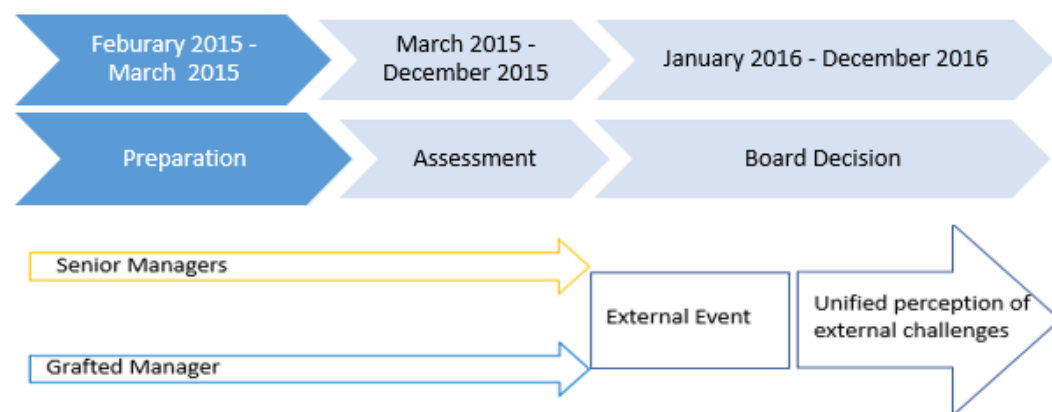 Feburary 2015 -
March 2015
March 2015 -
December 2015
January 2016 - December 2016
Preparation
Assessment
Board Decision
Senior Managers
External Event
Unified perception of
external challenges
Grafted Manager